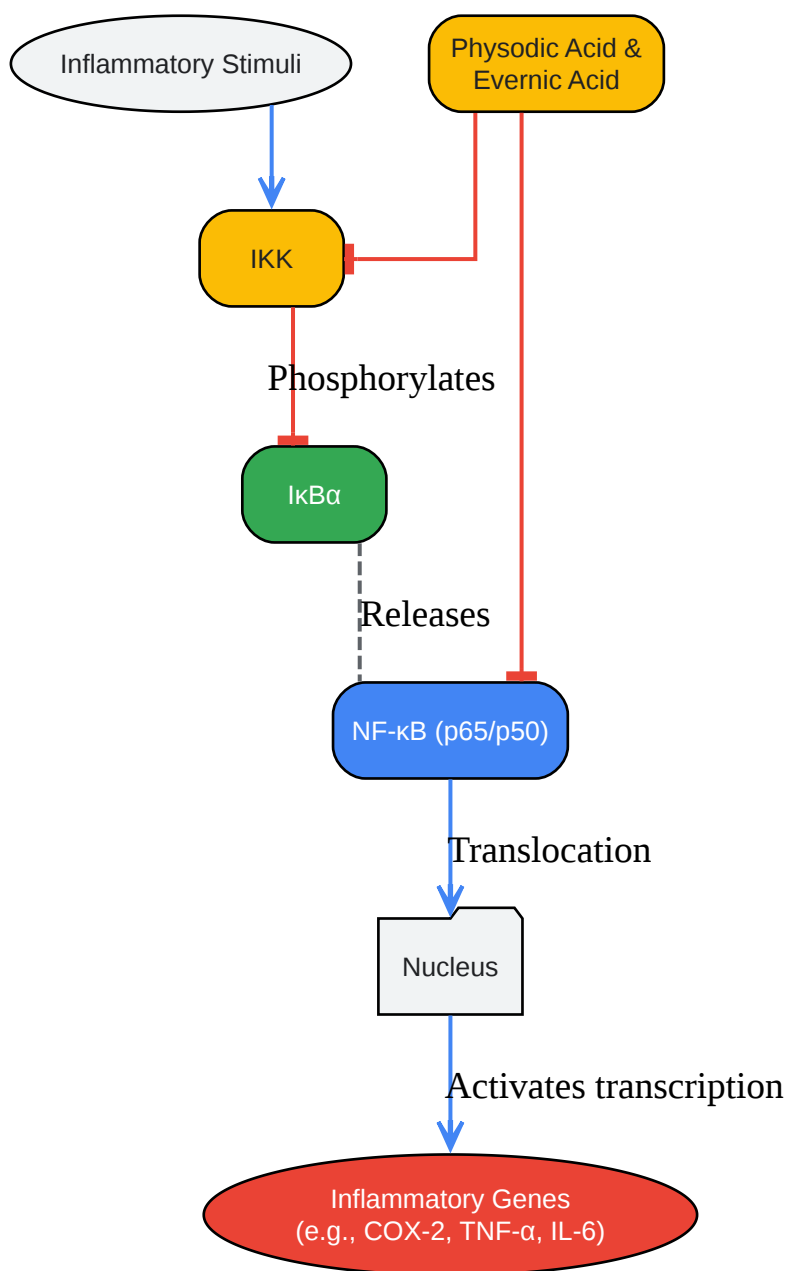 Inflammatory Stimuli
Physodic Acid &
Evernic Acid
IKK
Phosphorylates
IκBα
Releases
NF-κB (p65/p50)
Translocation
Nucleus
Activates transcription
Inflammatory Genes
(e.g., COX-2, TNF-α, IL-6)